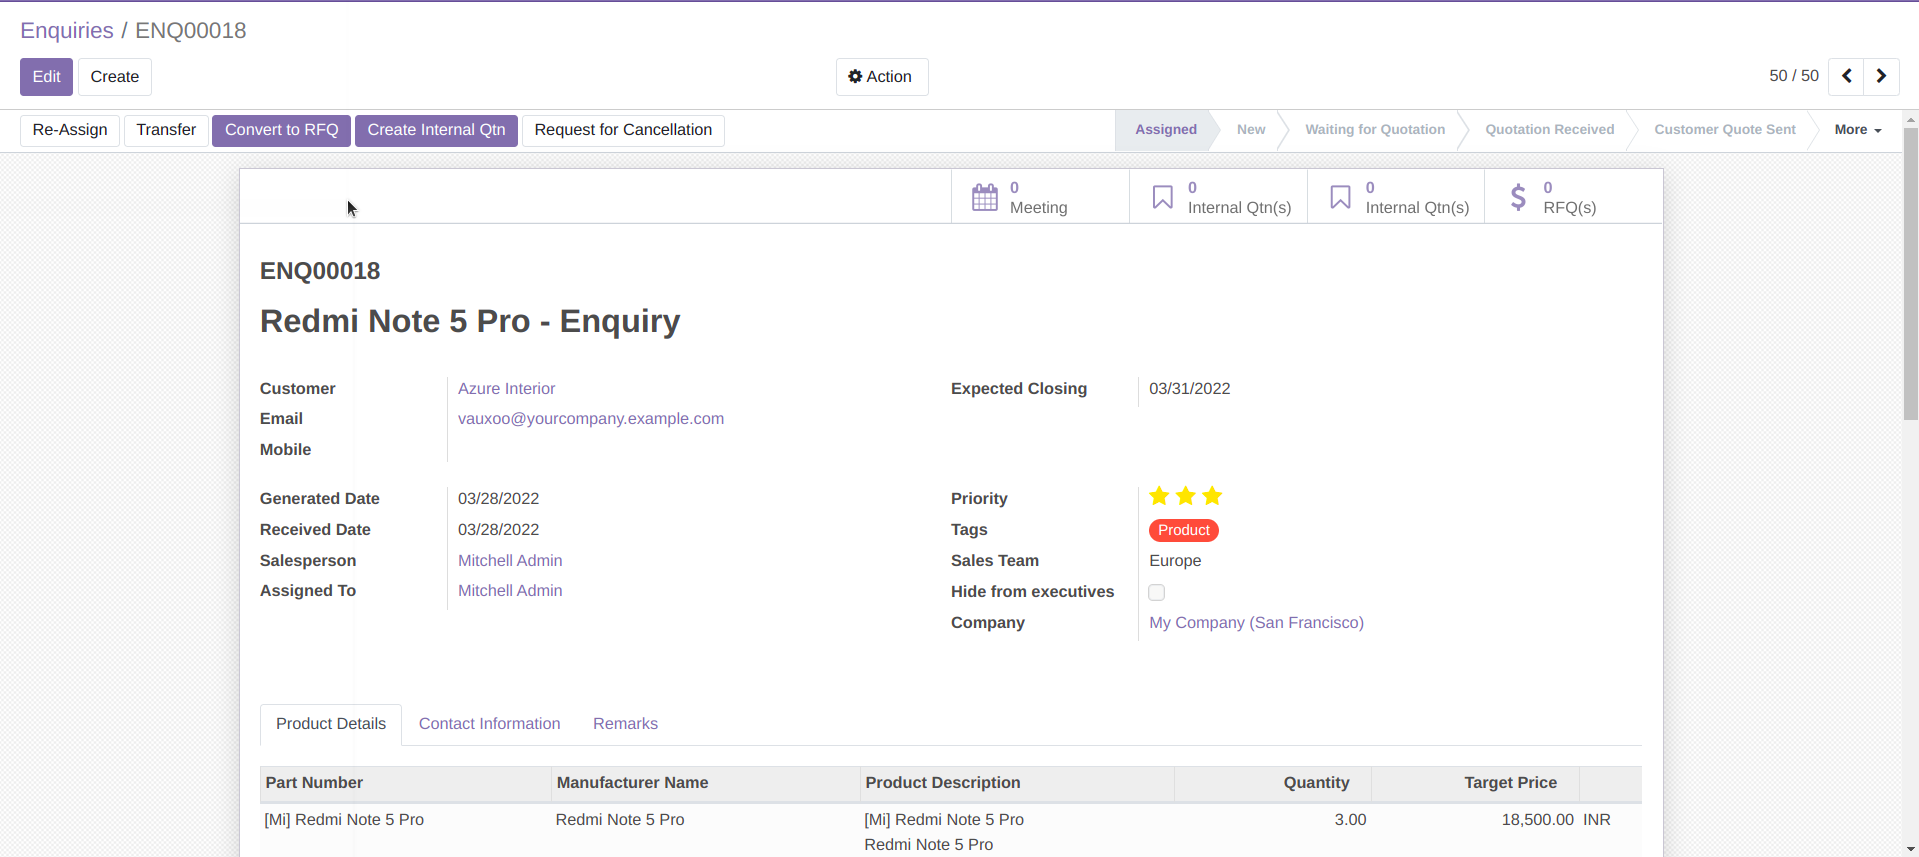 Enquiries / ENQ00018
Edit Create Action 50 / 50
Re-Assign Transfer Convert to RFQ Create Internal Qtn Request for Cancellation Assigned New Waiting for Quotation Quotation Received Customer Quote Sent More
0 0 0 0
Meeting Internal Qtn(s) Internal Qtn(s) RFQ(s)
ENQ00018
Redmi Note 5 Pro - Enquiry
Customer Azure Interior Expected Closing 03/31/2022
Email vauxoo@yourcompany.example.com
Mobile
Generated Date 03/28/2022 Priority
Received Date 03/28/2022 Tags Product
Salesperson Mitchell Admin Sales Team Europe
Assigned To Mitchell Admin Hide from executives
Company My Company (San Francisco)
Product Details Contact Information Remarks
Part Number Manufacturer Name Product Description Quantity Target Price
[Mi] Redmi Note 5 Pro Redmi Note 5 Pro [Mi] Redmi Note 5 Pro 3.00 18,500.00 INR
Redmi Note 5 Pro